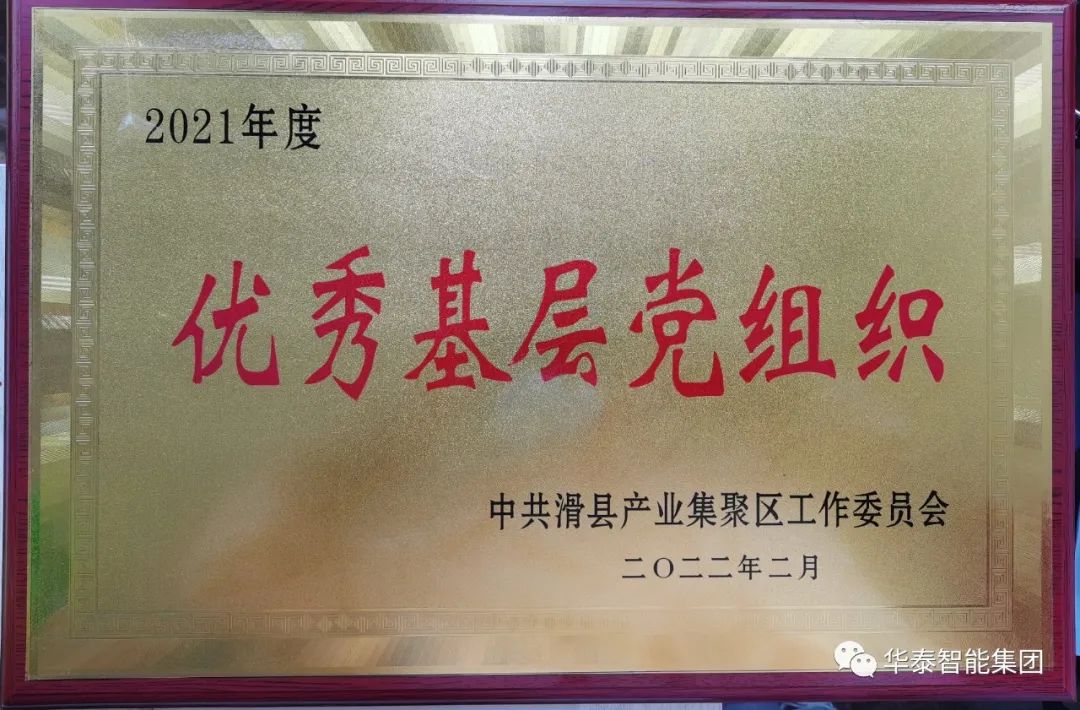 2021年度
优秀基层党组织
中共滑县产业集聚区工作委员会
二〇二二年二月
华泰智能集团